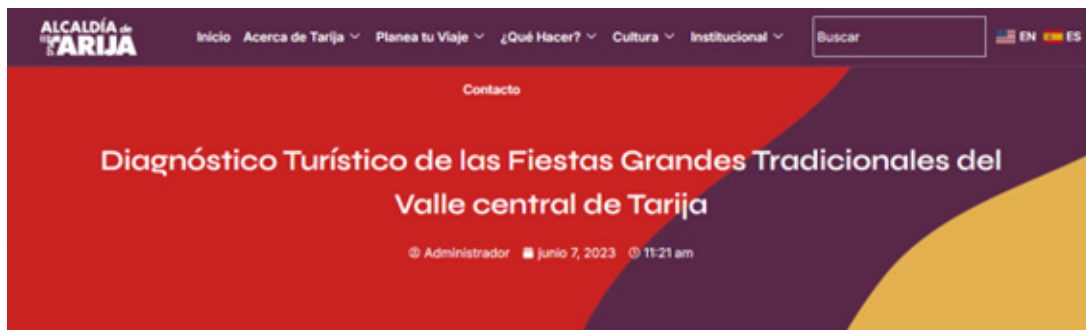 ALCALDÍA de
TARIJA
Inicio Acerca de Tarija Planea tu Viaje ¿Qué Hacer? Cultura Institucional Buscar EN ES
Contacto
Diagnóstico Turístico de las Fiestas Grandes Tradicionales del
Valle central de Tarija
Administrador junio 7, 2023 11:21 am